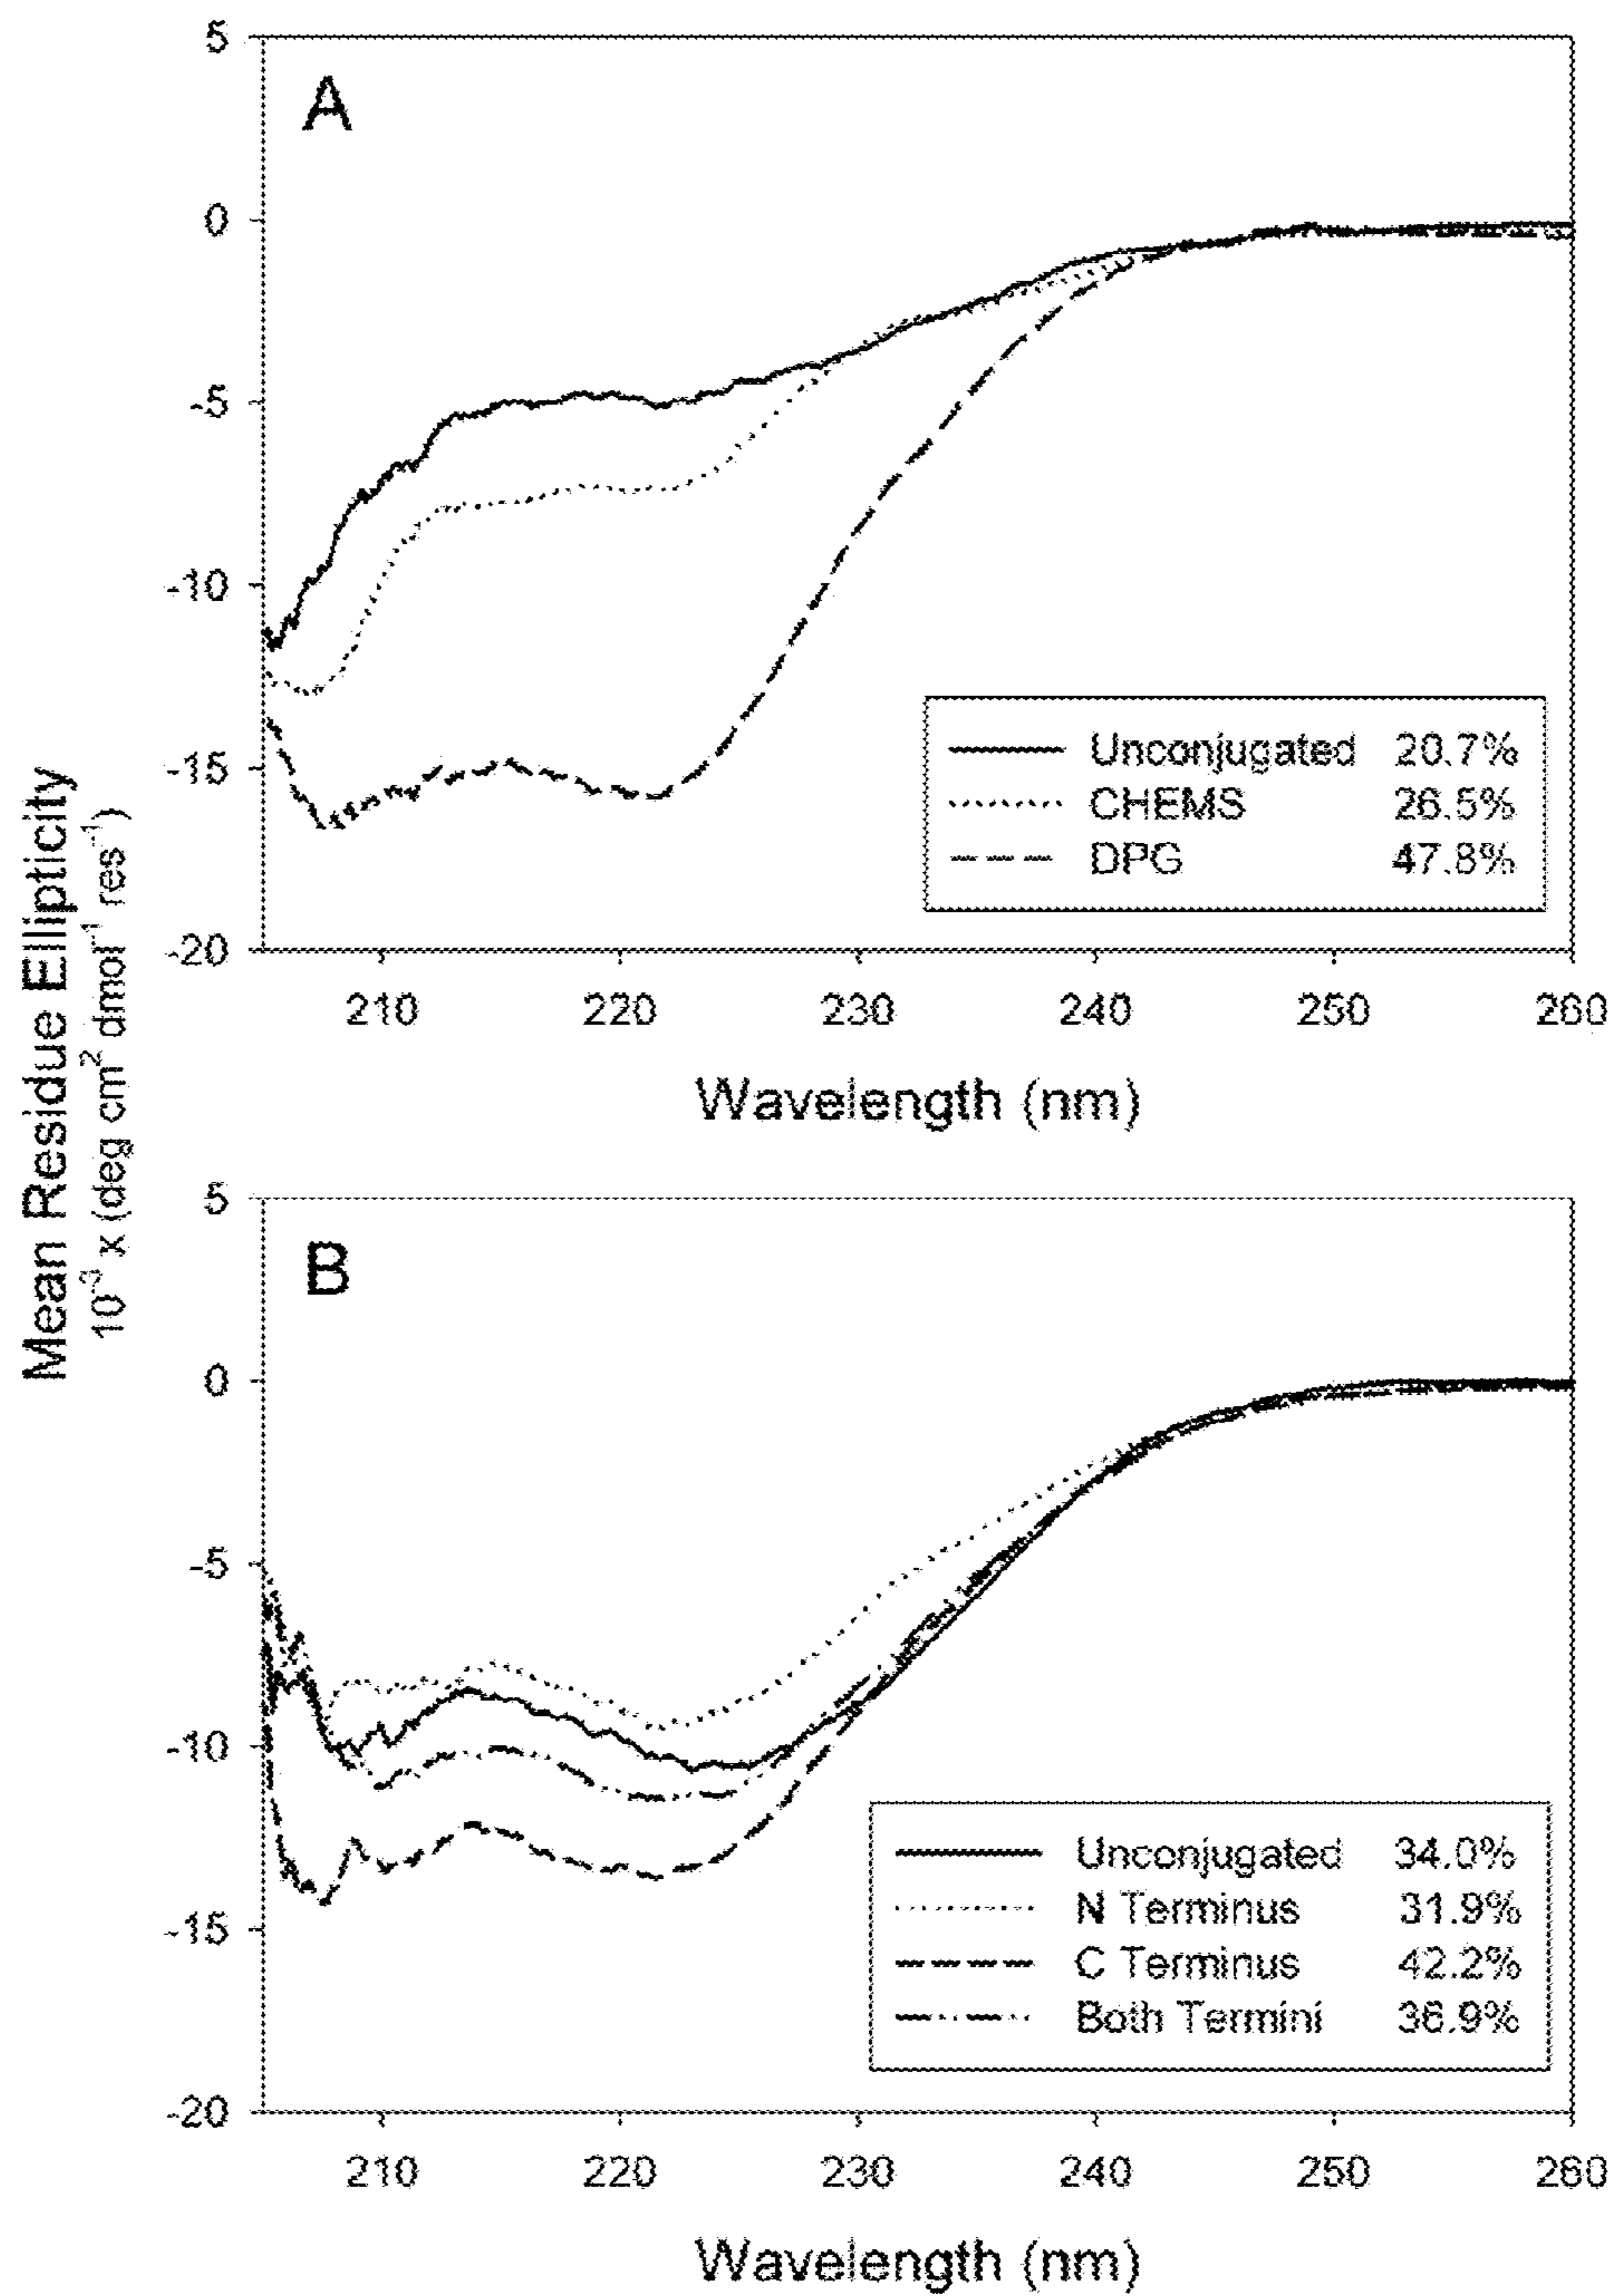 Mean Residue Ellipticity
10⁻³ x (deg cm² dmol⁻¹ res⁻¹)
A
5
0
-5
-10
-15
-20
Unconjugated 20.7%
CHEMS 26.5%
DPG 47.8%
210 220 230 240 250 260
Wavelength (nm)
B
5
0
-5
-10
-15
-20
Unconjugated 34.0%
N Terminus 31.9%
C Terminus 42.2%
Both Termini 36.9%
210 220 230 240 250 260
Wavelength (nm)